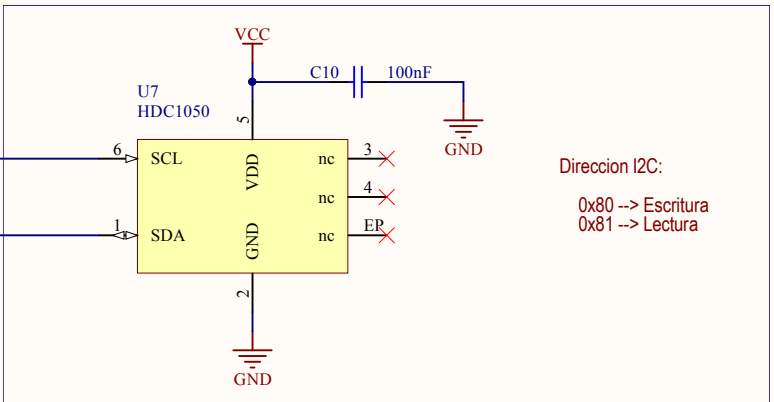 VCC
C10
100nF
U7
HDC1050
5
GND
6
SCL
VDD
nc
3
nc
4
1
SDA
GND
nc
EP
2
GND
Direccion I2C:
0x80 --> Escritura
0x81 --> Lectura